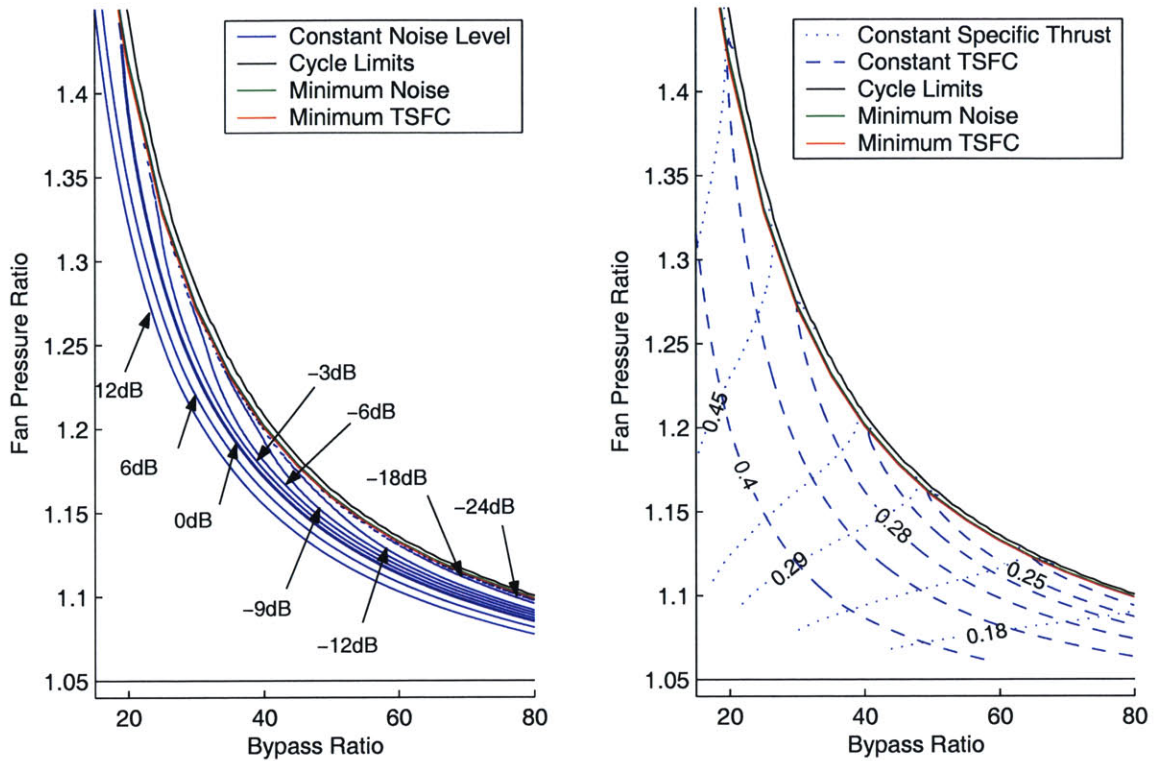 Constant Noise Level
Cycle Limits
Minimum Noise
Minimum TSFC
1.4
1.35
1.3
1.25
1.2
1.15
1.1
1.05
Fan Pressure Ratio
12dB
6dB
0dB
−3dB
−6dB
−18dB
−24dB
−9dB
−12dB
20
40
60
80
Bypass Ratio
Constant Specific Thrust
Constant TSFC
Cycle Limits
Minimum Noise
Minimum TSFC
1.4
1.35
1.3
1.25
1.2
1.15
1.1
1.05
Fan Pressure Ratio
0.45
0.4
0.29
0.28
0.25
0.18
20
40
60
80
Bypass Ratio